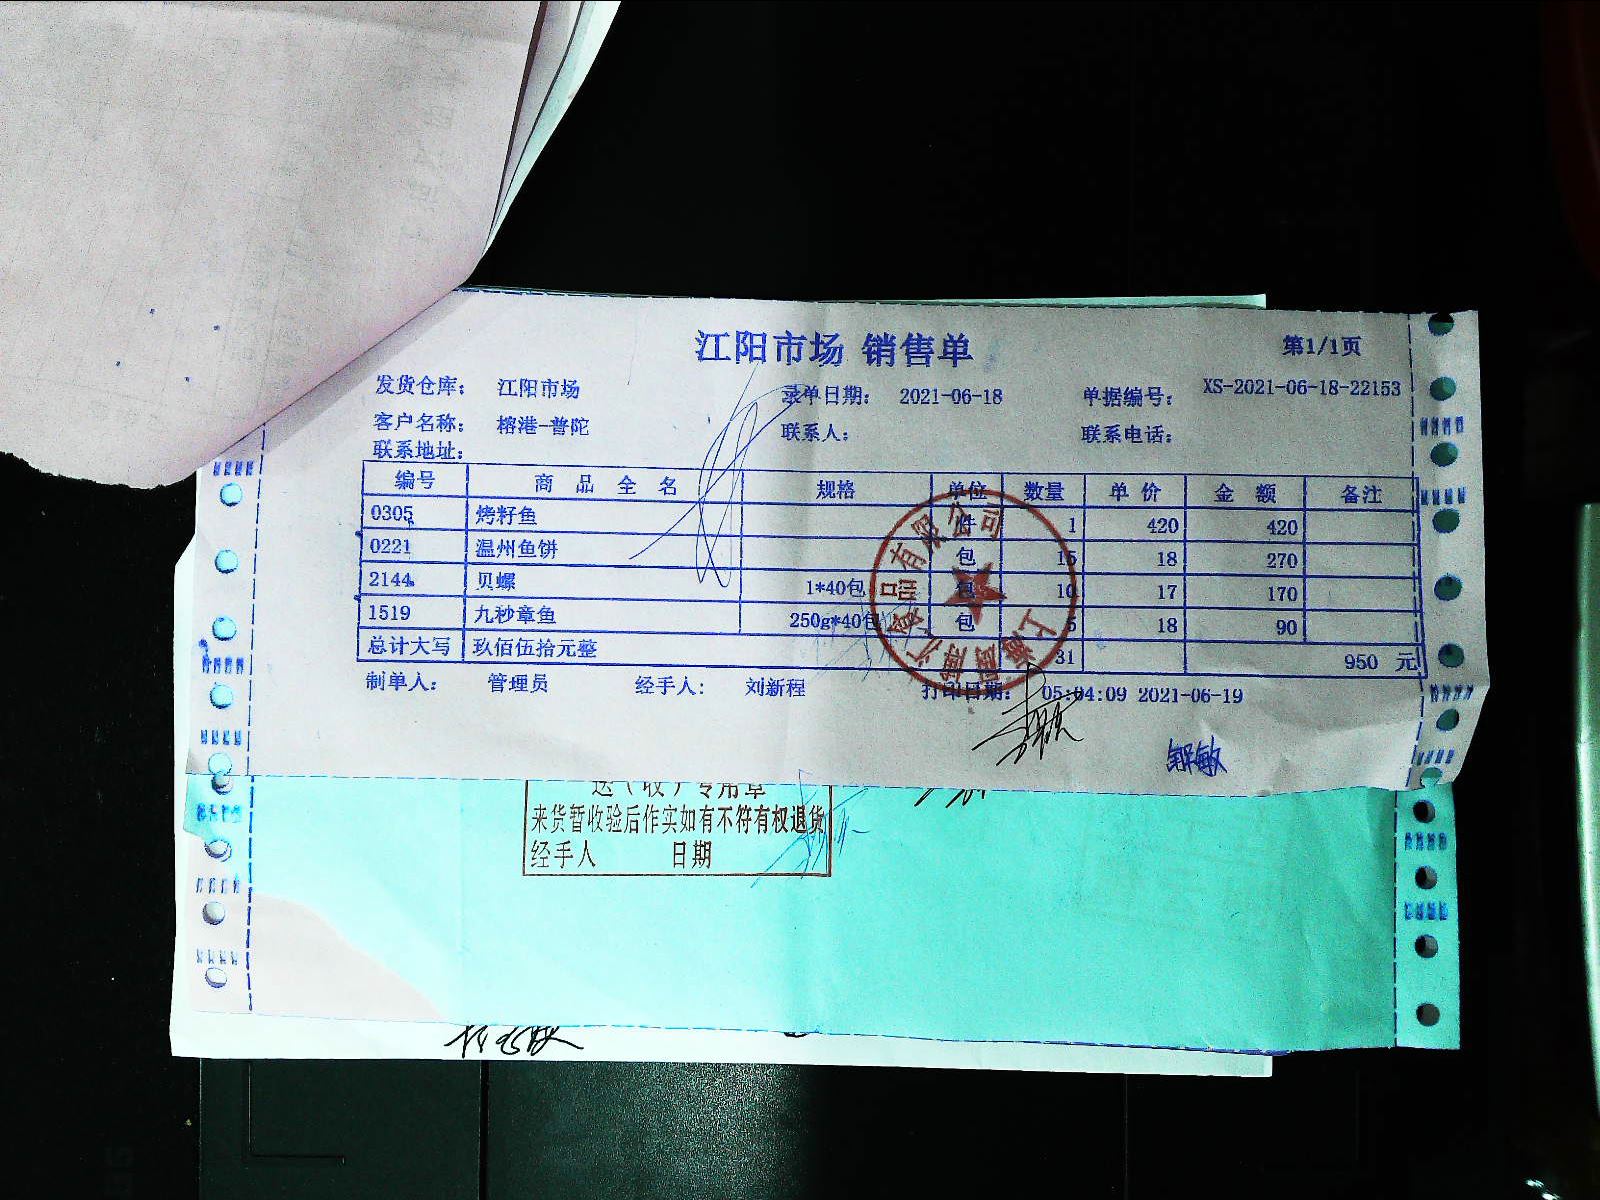 江阳市场 销售单
第1/1页
发货仓库: 江阳市场 录单日期: 2021-06-18 单据编号: XS-2021-06-18-22153
客户名称: 榕港-普陀 联系人: 联系电话:
联系地址:
编号 商品全名 规格 单位 数量 单价 金额 备注
0305 烤籽鱼 件 1 420 420
0221 温州鱼饼 包 15 18 270
2144 贝螺 1*40包 包 10 17 170
1519 九秒章鱼 250g*40包 包 5 18 90
总计大写 玖佰伍拾元整 31 950 元
制单人: 管理员 经手人: 刘新程 打印日期: 05:04:09 2021-06-19
邹敏
送(收)专用章
来货暂收验后作实如有不符有权退货
经手人 日期